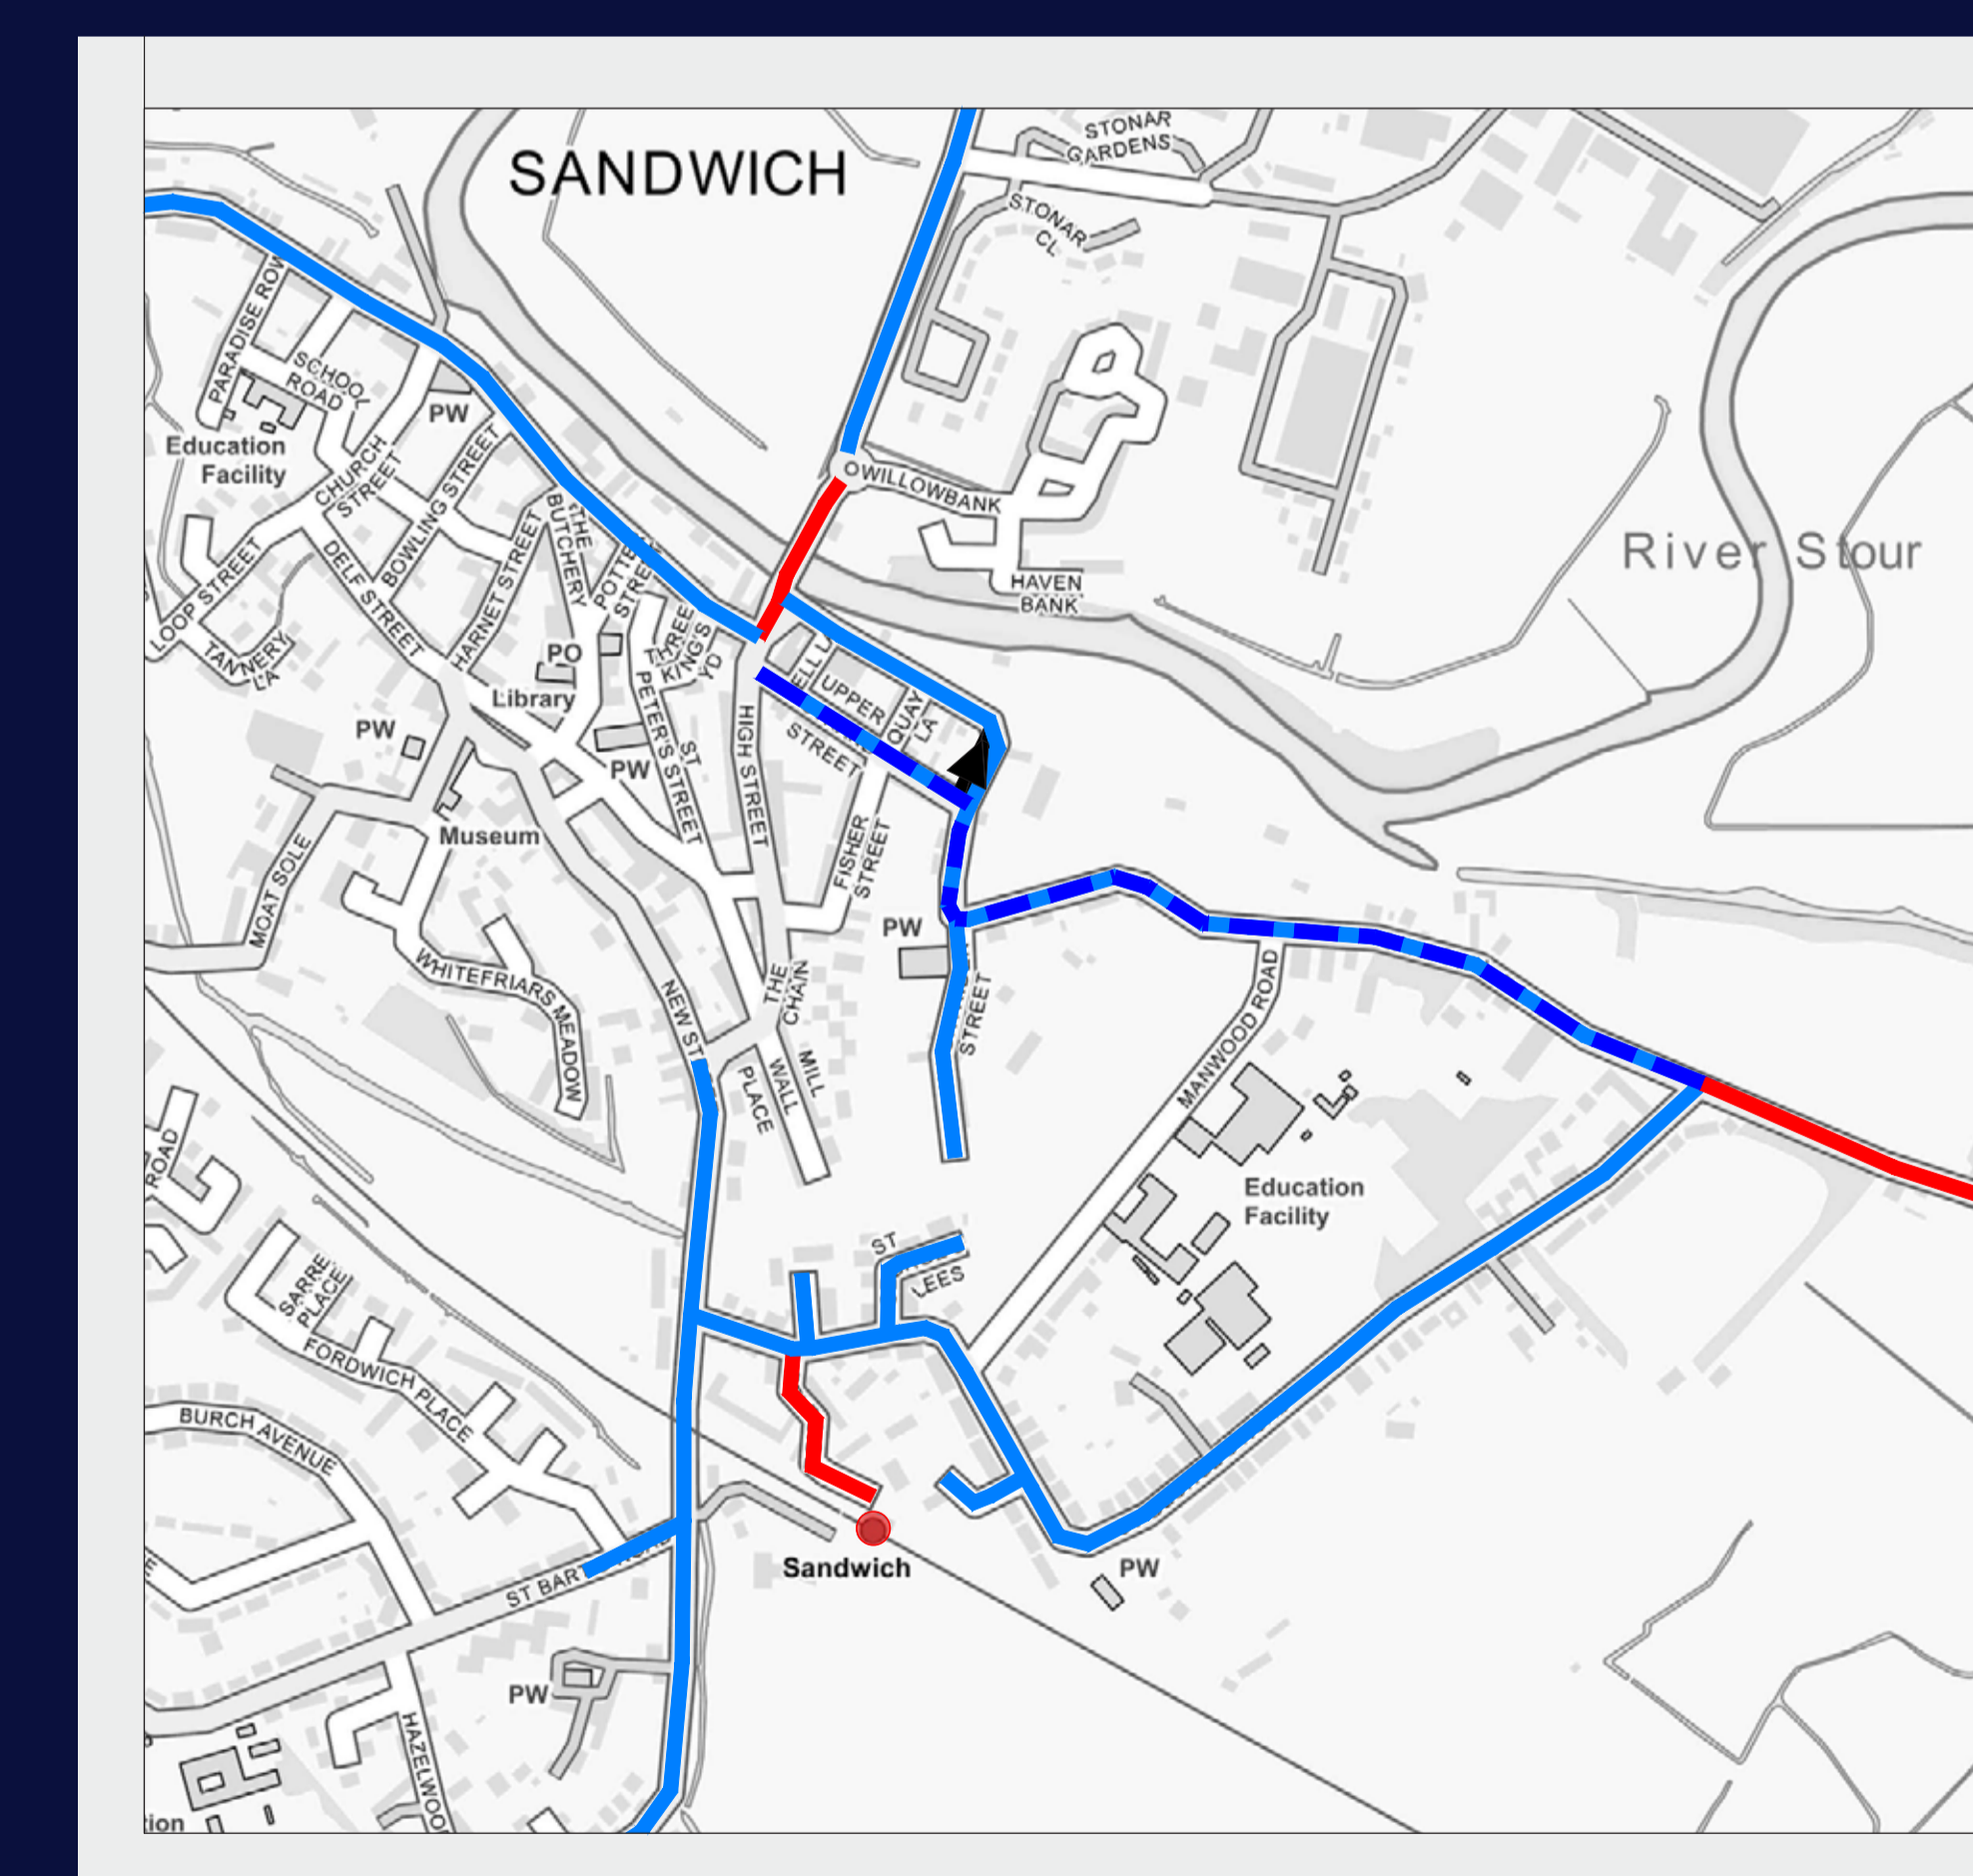 SANDWICH
STONAR
GARDENS
STONAR
CL
PARADISE ROW
SCHOOL
ROAD
PW
Education
Facility
CHURCH
STREET
BOWLING STREET
WILLOWBANK
HAVEN
BANK
River Stour
LOOP STREET
TANNERY
LA
DELF STREET
HARNET STREET
THE
BUTCHERY
POTTER
STREET
THREE
KING'S
YD
PO
Library
PW
PW
ST
PETER'S STREET
HIGH STREET
UPPER
STREET
QUAY
LA
FISHER
STREET
Museum
MOAT SOLE
WHITEFRIARS MEADOW
NEW ST
THE
CHAIN
MILL
WALL
PLACE
PW
STREET
MANWOOD ROAD
Education
Facility
ROAD
SARRE
PLACE
FORDWICH PLACE
BURCH AVENUE
ST
LEES
Sandwich
PW
ST BAR
PW
HAZELWOO
tion